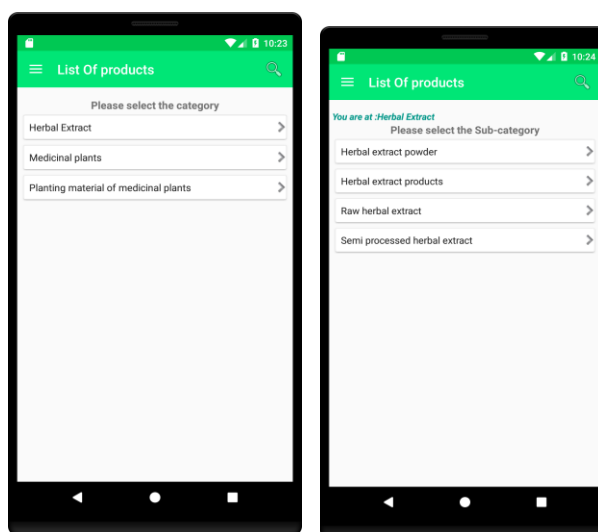 10:23
List Of products
Please select the category
Herbal Extract
Medicinal plants
Planting material of medicinal plants
10:24
List Of products
You are at :Herbal Extract
Please select the Sub-category
Herbal extract powder
Herbal extract products
Raw herbal extract
Semi processed herbal extract